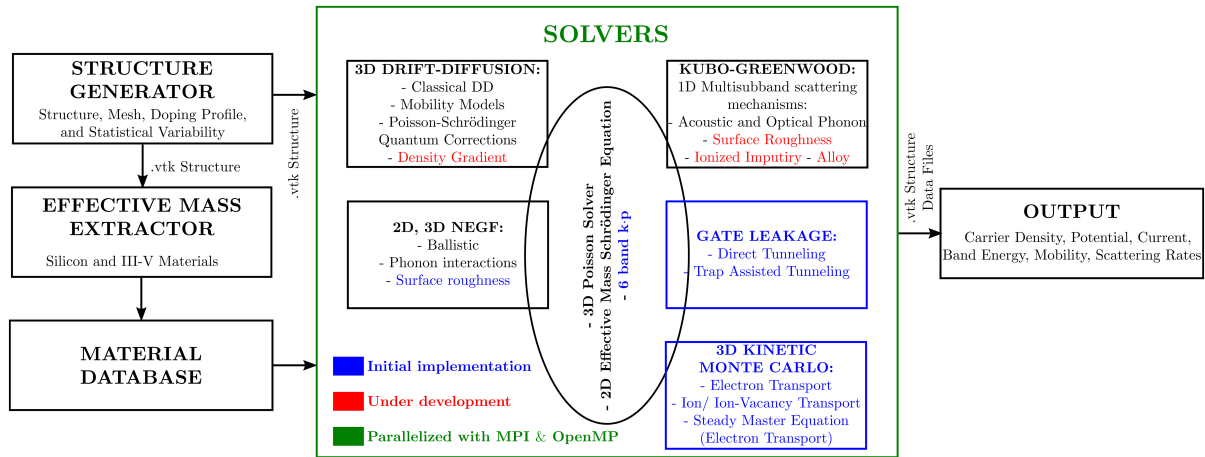 STRUCTURE
GENERATOR
Structure, Mesh, Doping Profile,
and Statistical Variability
.vtk Structure
EFFECTIVE MASS
EXTRACTOR
Silicon and III-V Materials
MATERIAL
DATABASE
.vtk Structure
SOLVERS
3D DRIFT-DIFFUSION:
- Classical DD
- Mobility Models
- Poisson-Schrödinger
Quantum Corrections
- Density Gradient
2D, 3D NEGF:
- Ballistic
- Phonon interactions
- Surface roughness
Initial implementation
Under development
Parallelized with MPI & OpenMP
- 3D Poisson Solver
- 2D Effective Mass Schrödinger Equation
- 6 band k·p
KUBO-GREENWOOD:
1D Multisubband scattering
mechanisms:
- Acoustic and Optical Phonon
- Surface Roughness
- Ionized Imputiry - Alloy
GATE LEAKAGE:
- Direct Tunneling
- Trap Assisted Tunneling
3D KINETIC
MONTE CARLO:
- Electron Transport
- Ion/ Ion-Vacancy Transport
- Steady Master Equation
(Electron Transport)
.vtk Structure
Data Files
OUTPUT
Carrier Density, Potential, Current,
Band Energy, Mobility, Scattering Rates